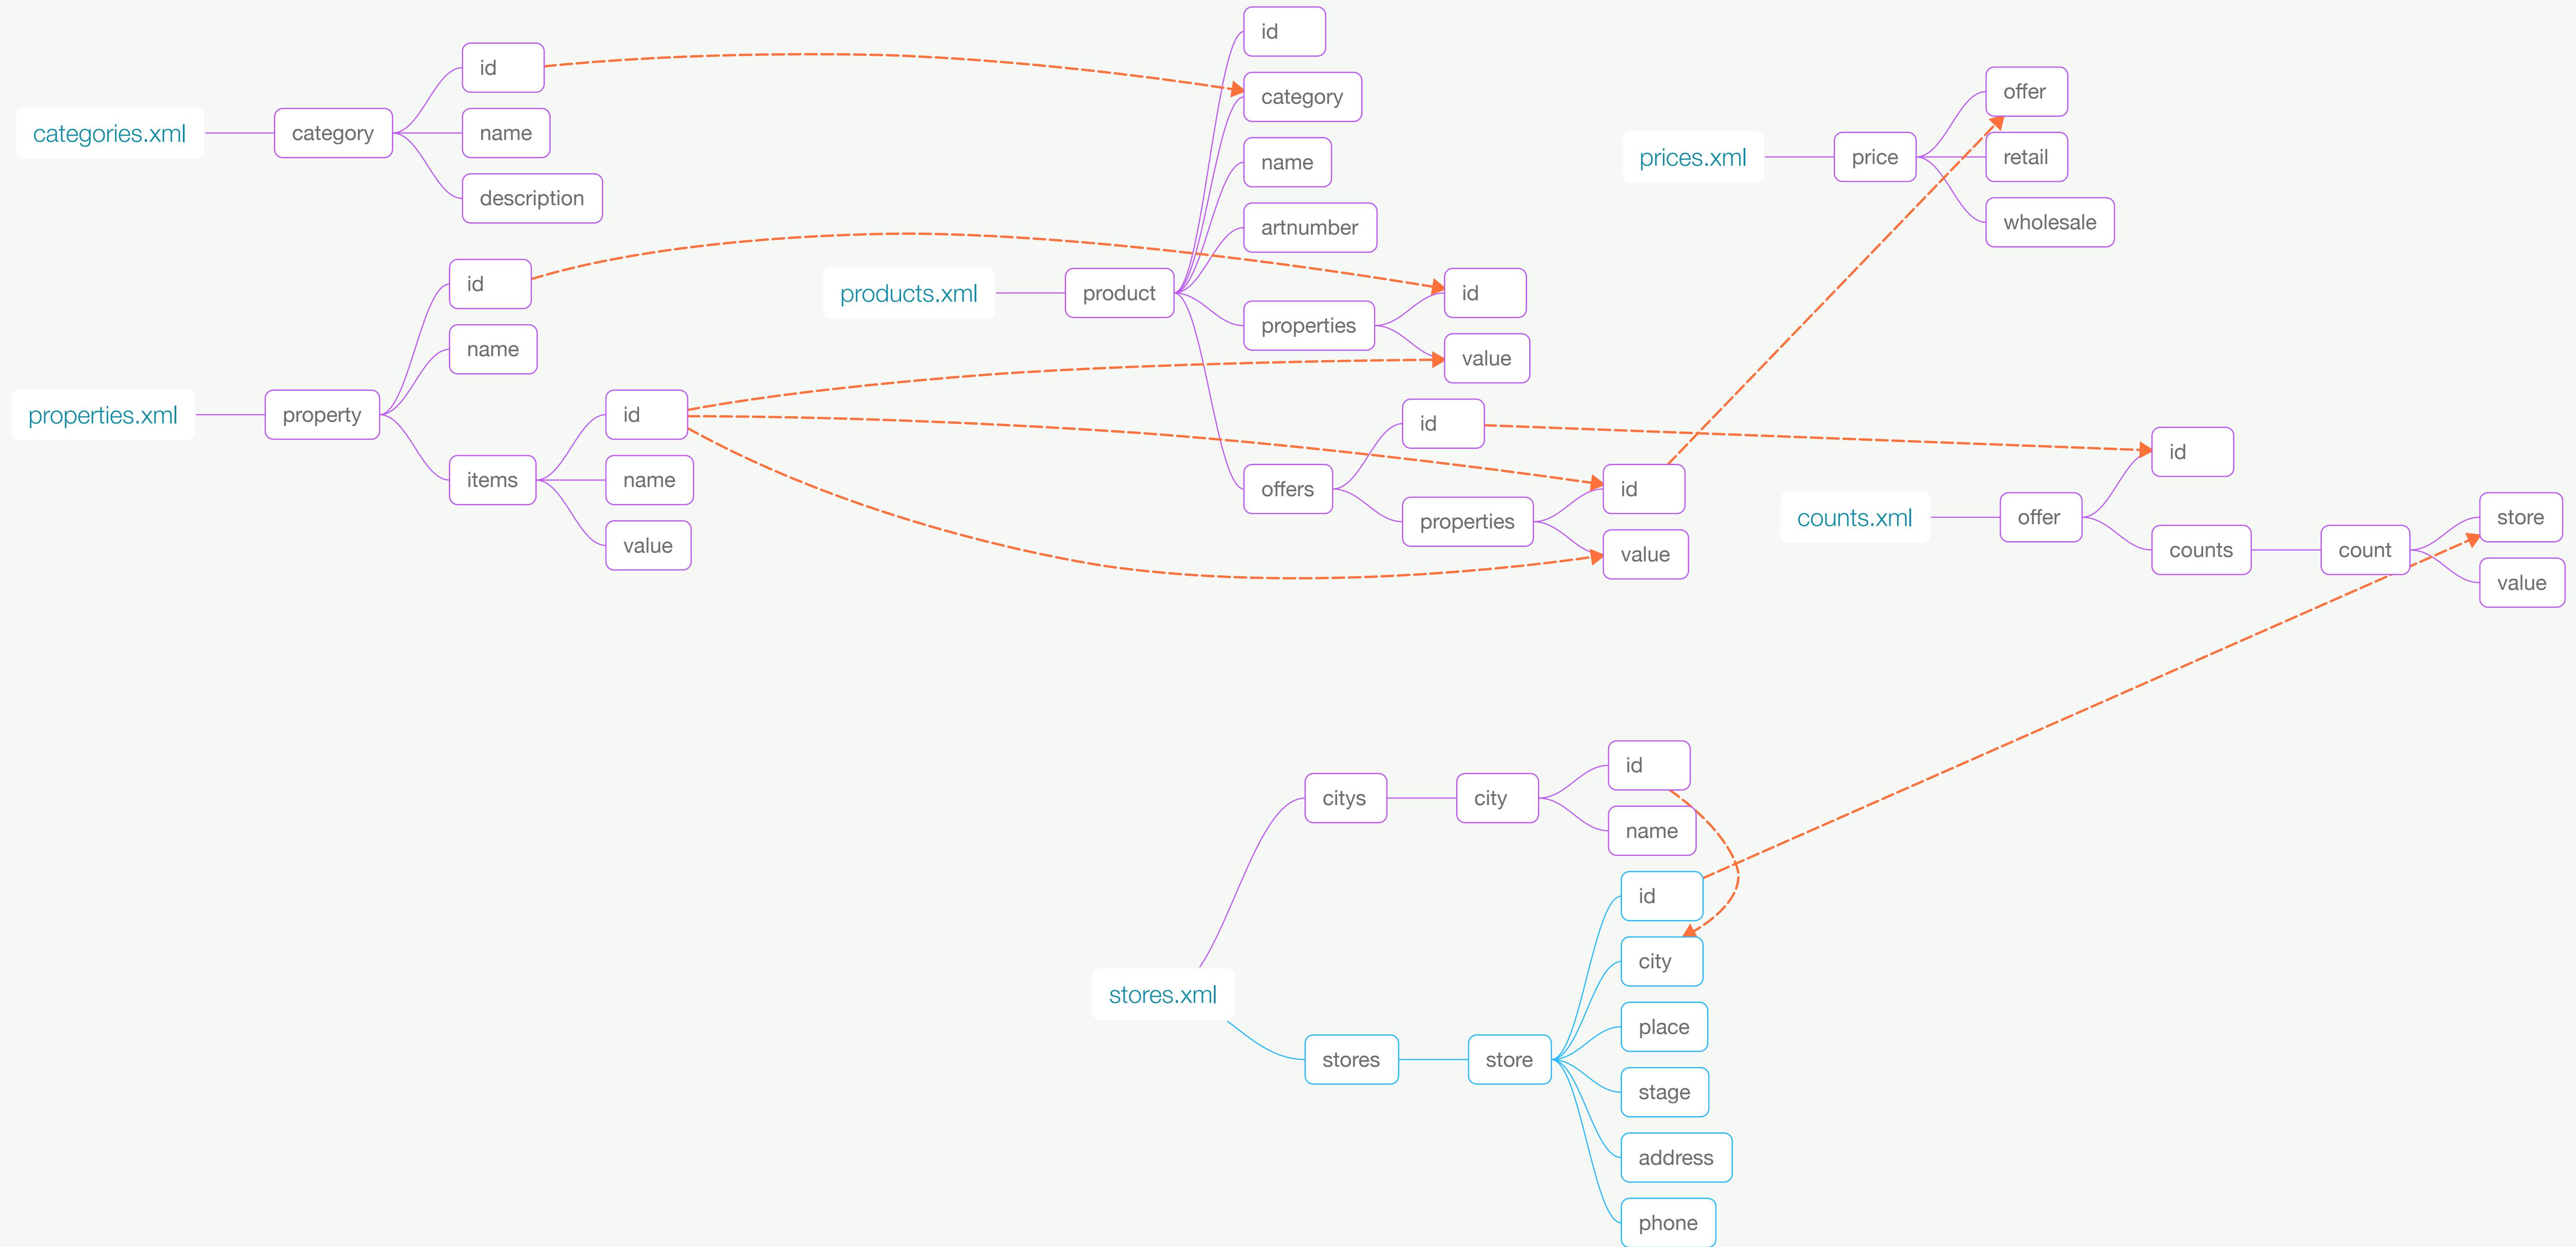 categories.xml
category
id
name
description
properties.xml
property
id
name
items
id
name
value
products.xml
product
id
category
name
artnumber
properties
id
value
offers
id
properties
id
value
prices.xml
price
offer
retail
wholesale
counts.xml
offer
id
counts
count
store
value
stores.xml
citys
city
id
name
stores
store
id
city
place
stage
address
phone